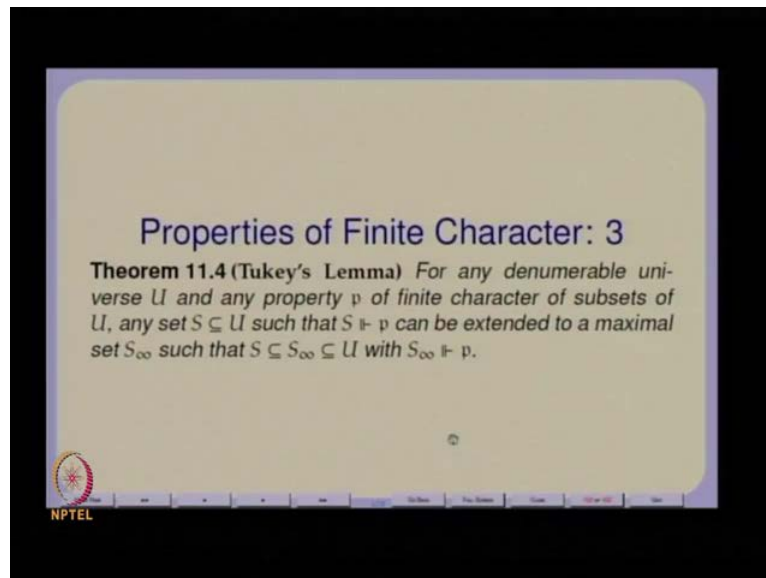 Properties of Finite Character: 3
Theorem 11.4 (Tukey's Lemma) For any denumerable uni-
verse U and any property p of finite character of subsets of
U, any set S ⊆ U such that S ⊩ p can be extended to a maximal
set S∞ such that S ⊆ S∞ ⊆ U with S∞ ⊩ p.
NPTEL